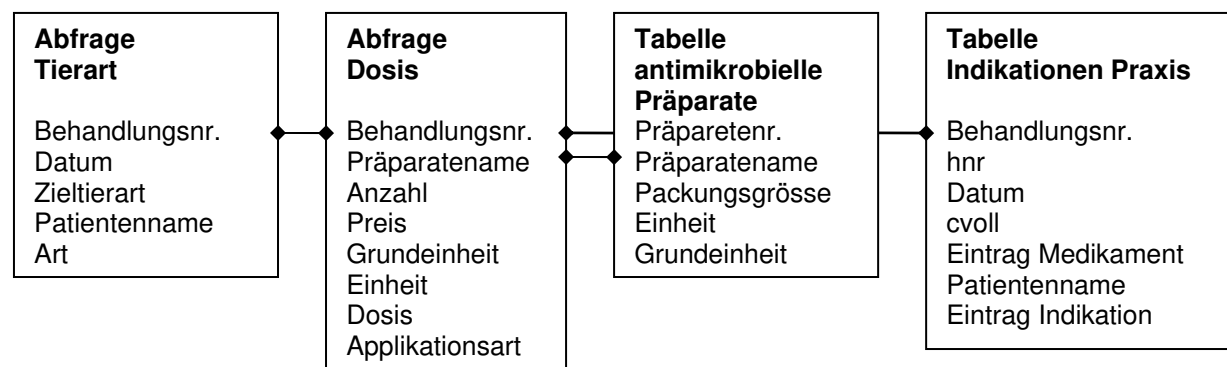 Abfrage
Tierart
Behandlungsnr.
Datum
Zieltierart
Patientenname
Art
Abfrage
Dosis
Behandlungsnr.
Präparatename
Anzahl
Preis
Grundeinheit
Einheit
Dosis
Applikationsart
Tabelle
antimikrobielle
Präparate
Präparetenr.
Präparatename
Packungsgrösse
Einheit
Grundeinheit
Tabelle
Indikationen Praxis
Behandlungsnr.
hnr
Datum
cvoll
Eintrag Medikament
Patientenname
Eintrag Indikation